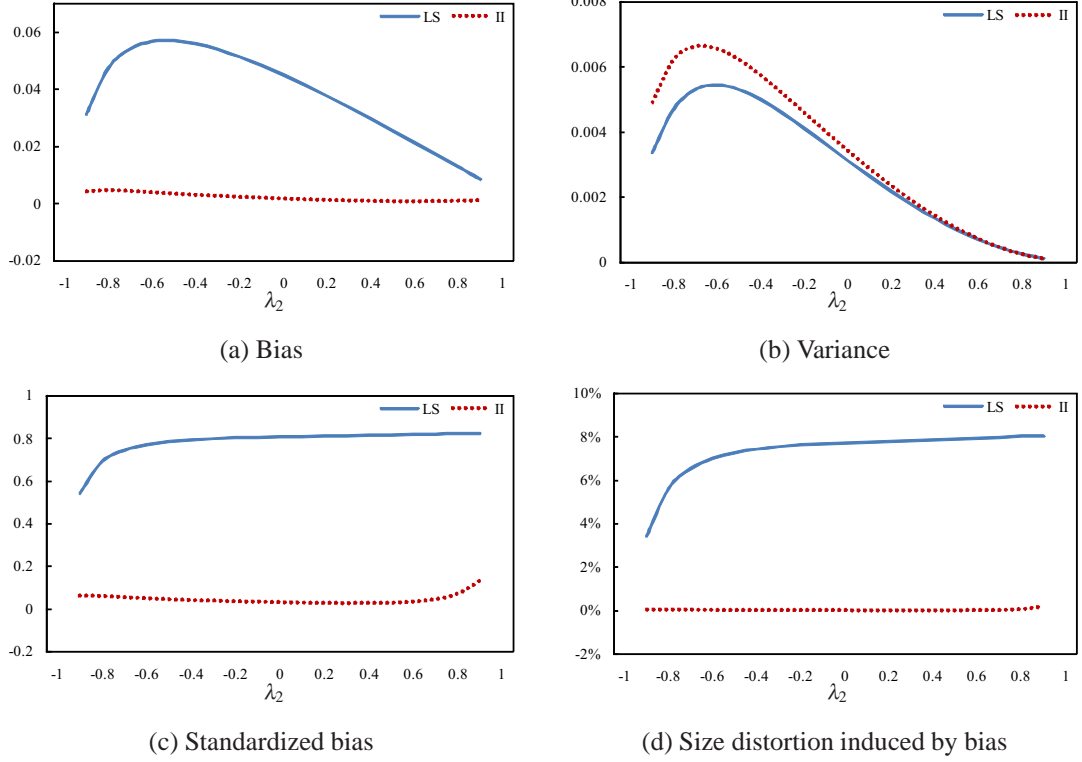 LS II
0.06
0.04
0.02
0
-0.02
-1 -0.8 -0.6 -0.4 -0.2 0 0.2 0.4 0.6 0.8 1
λ2
(a) Bias
0.008
LS II
0.006
0.004
0.002
0
-1 -0.8 -0.6 -0.4 -0.2 0 0.2 0.4 0.6 0.8 1
λ2
(b) Variance
1
LS II
0.8
0.6
0.4
0.2
0
-0.2
-1 -0.8 -0.6 -0.4 -0.2 0 0.2 0.4 0.6 0.8 1
λ2
(c) Standardized bias
10%
LS II
8%
6%
4%
2%
0%
-2%
-1 -0.8 -0.6 -0.4 -0.2 0 0.2 0.4 0.6 0.8 1
λ2
(d) Size distortion induced by bias